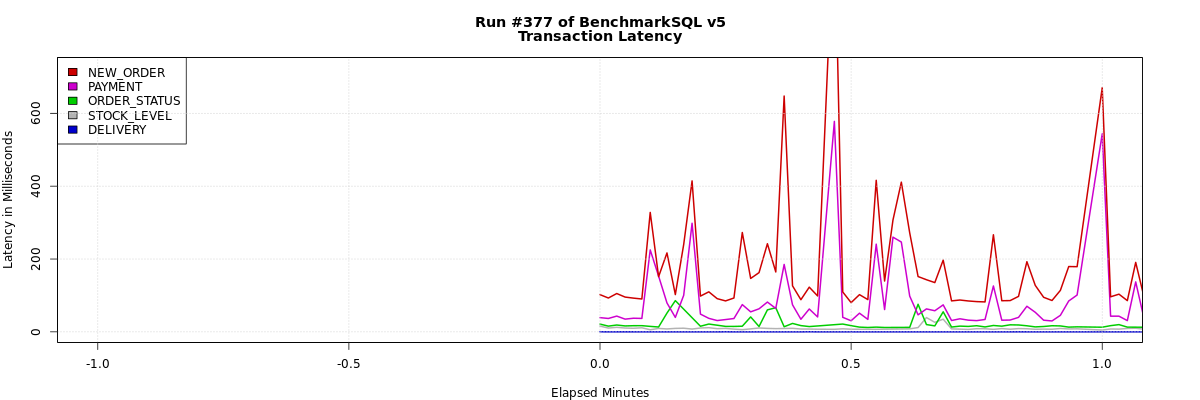 Run #377 of BenchmarkSQL v5
Transaction Latency
NEW_ORDER
PAYMENT
ORDER_STATUS
STOCK_LEVEL
DELIVERY
Latency in Milliseconds
600
400
200
0
-1.0 -0.5 0.0 0.5 1.0
Elapsed Minutes